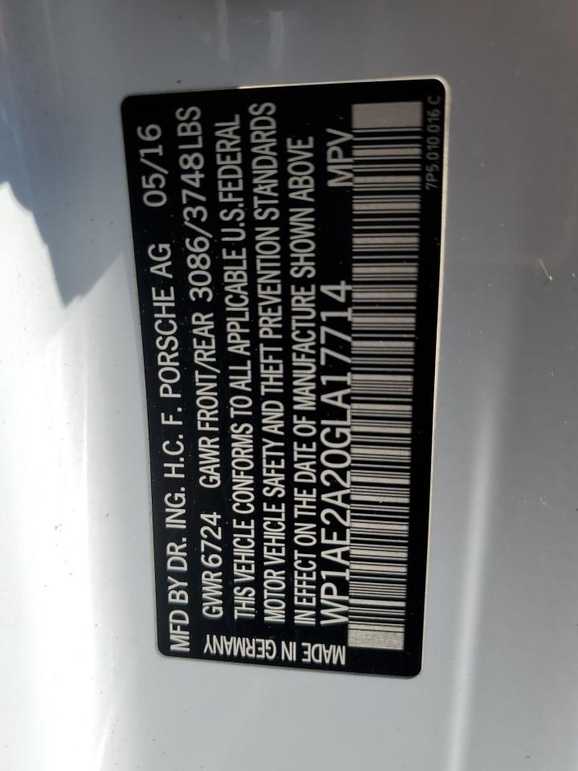 MFD BY DR. ING. H.C. F. PORSCHE AG 05/16
GVWR 6724 GAWR FRONT/REAR 3086/3748 LBS
THIS VEHICLE CONFORMS TO ALL APPLICABLE U.S.FEDERAL
MOTOR VEHICLE SAFETY AND THEFT PREVENTION STANDARDS
IN EFFECT ON THE DATE OF MANUFACTURE SHOWN ABOVE
WP1AE2A20GLA17714 MPV
MADE IN GERMANY
7P5.010.016 C